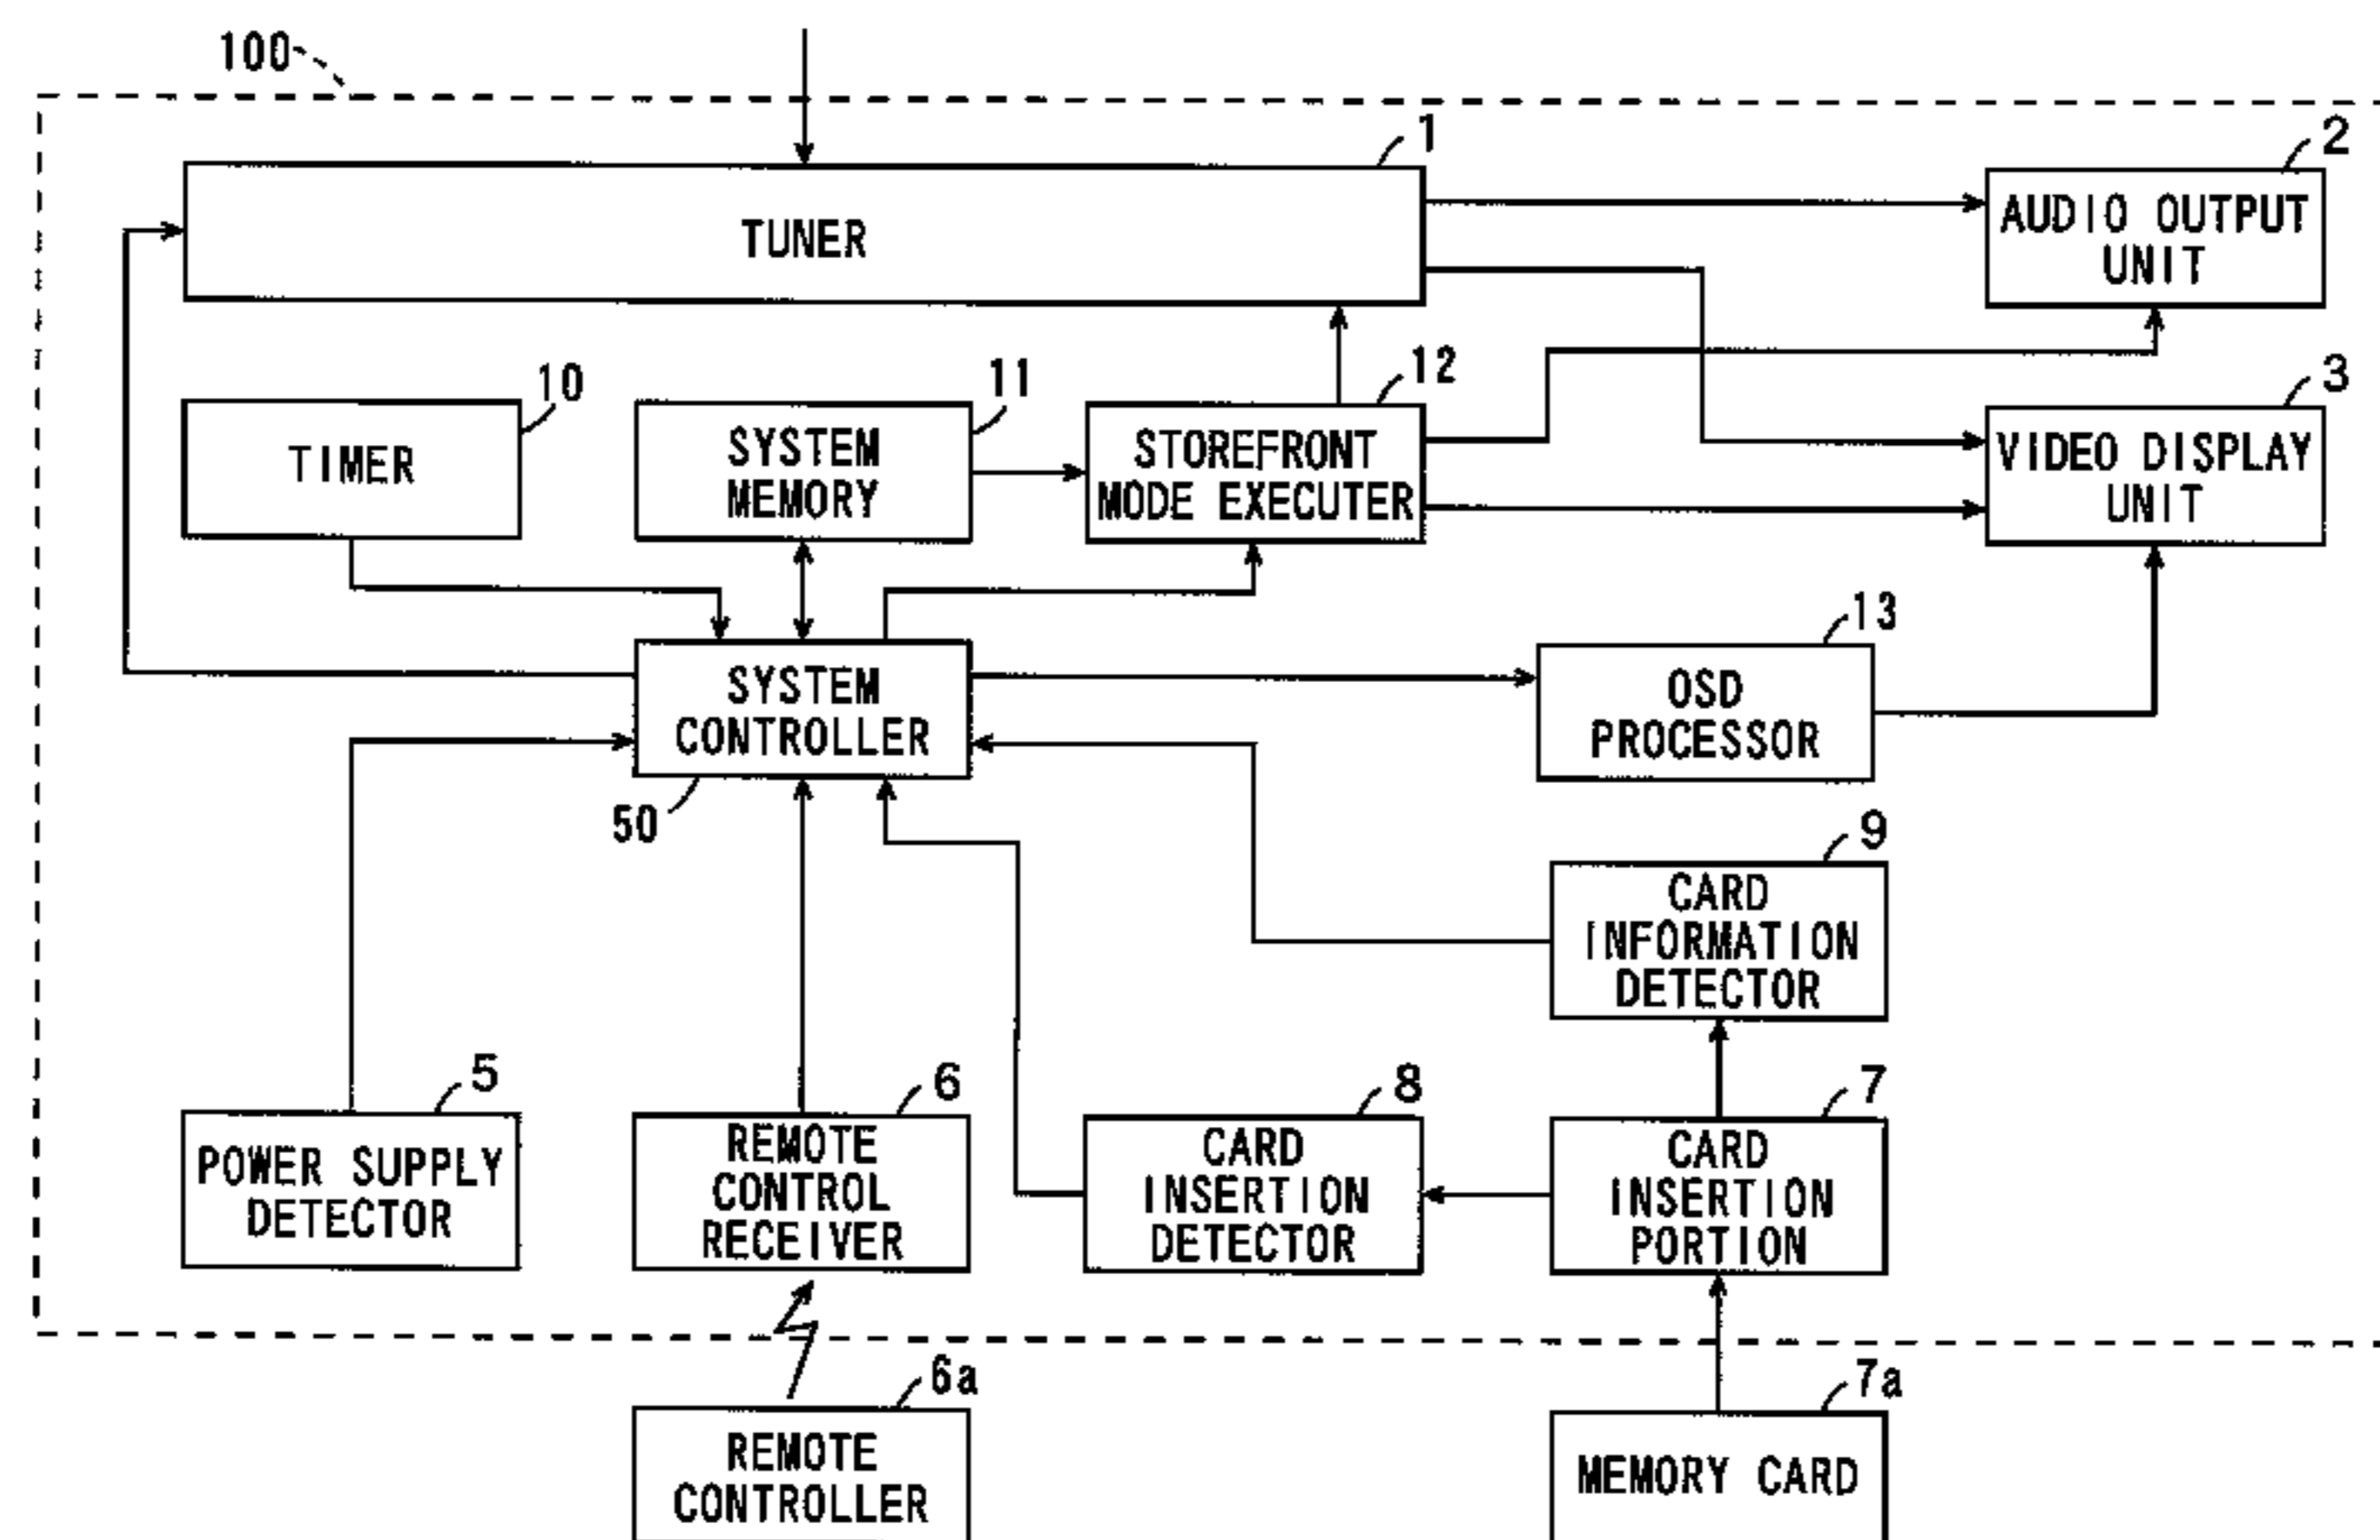 100
1
2
TUNER
AUDIO OUTPUT
UNIT
10
11
12
3
TIMER
SYSTEM
MEMORY
STOREFRONT
MODE EXECUTER
VIDEO DISPLAY
UNIT
13
SYSTEM
CONTROLLER
50
OSD
PROCESSOR
9
CARD
INFORMATION
DETECTOR
5
6
8
7
POWER SUPPLY
DETECTOR
REMOTE
CONTROL
RECEIVER
CARD
INSERTION
DETECTOR
CARD
INSERTION
PORTION
6a
7a
REMOTE
CONTROLLER
MEMORY CARD